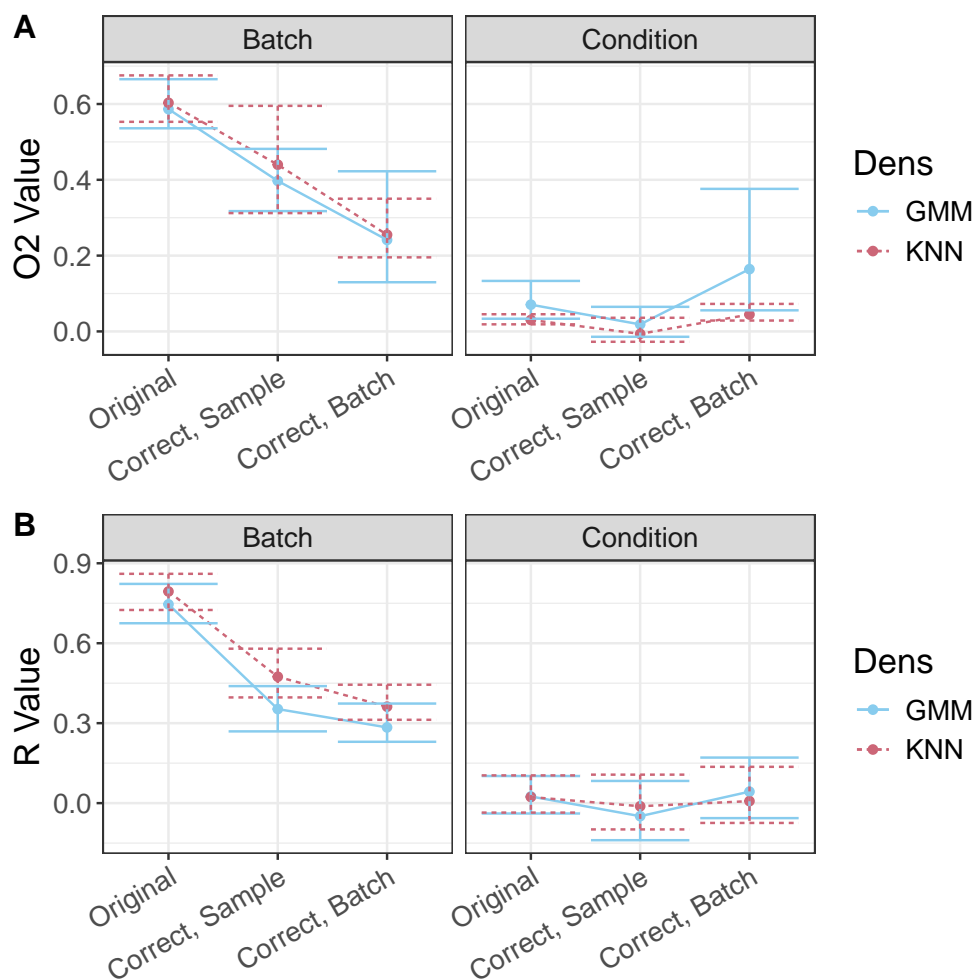 A
Batch
Condition
O2 Value
0.6
0.4
0.2
0.0
Original
Correct, Sample
Correct, Batch
Original
Correct, Sample
Correct, Batch
Dens
GMM
KNN
B
Batch
Condition
R Value
0.9
0.6
0.3
0.0
Original
Correct, Sample
Correct, Batch
Original
Correct, Sample
Correct, Batch
Dens
GMM
KNN